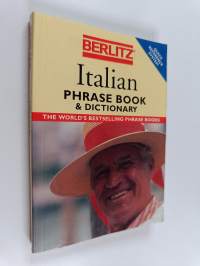 BERLITZ
Italian
PHRASE BOOK
& DICTIONARY
THE WORLD'S BESTSELLING PHRASE BOOKS